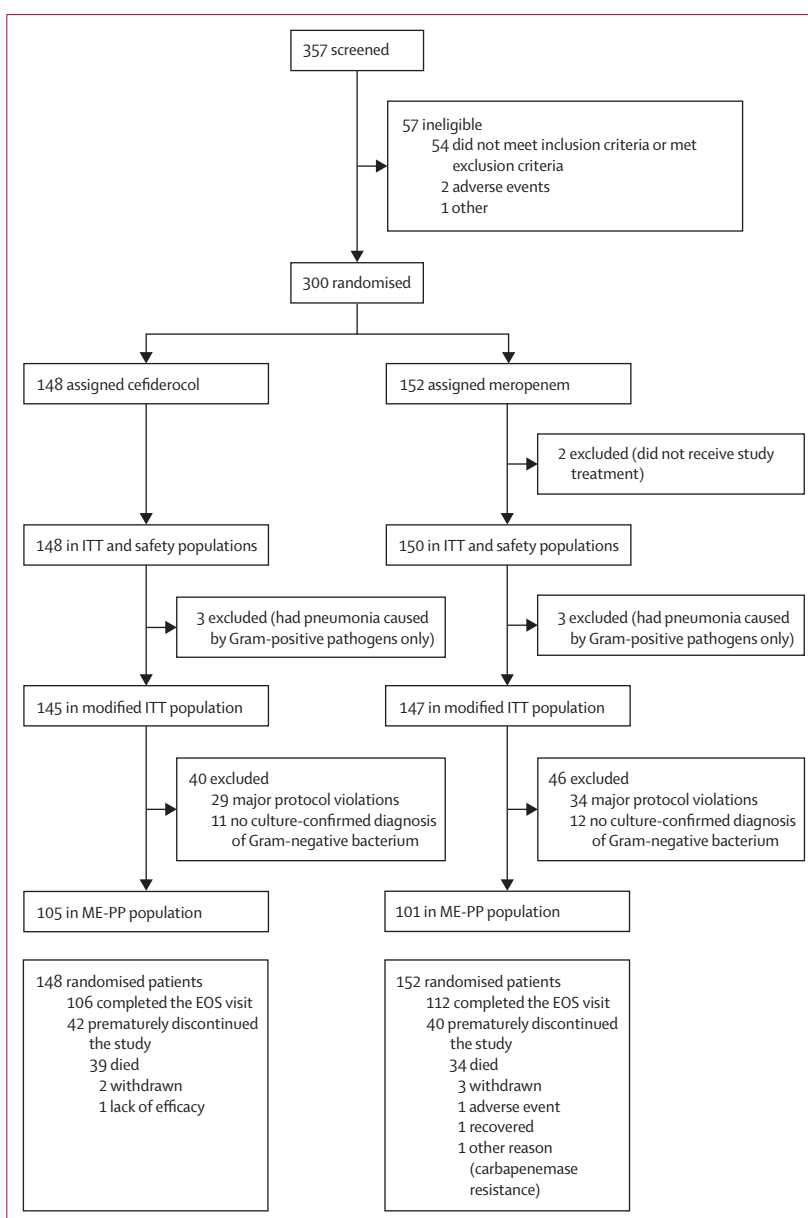 357 screened
57 ineligible
54 did not meet inclusion criteria or met
exclusion criteria
2 adverse events
1 other
300 randomised
148 assigned cefiderocol
152 assigned meropenem
2 excluded (did not receive study
treatment)
148 in ITT and safety populations
150 in ITT and safety populations
3 excluded (had pneumonia caused
by Gram-positive pathogens only)
3 excluded (had pneumonia caused
by Gram-positive pathogens only)
145 in modified ITT population
147 in modified ITT population
40 excluded
29 major protocol violations
11 no culture-confirmed diagnosis
of Gram-negative bacterium
46 excluded
34 major protocol violations
12 no culture-confirmed diagnosis
of Gram-negative bacterium
105 in ME-PP population
101 in ME-PP population
148 randomised patients
106 completed the EOS visit
42 prematurely discontinued
the study
39 died
2 withdrawn
1 lack of efficacy
152 randomised patients
112 completed the EOS visit
40 prematurely discontinued
the study
34 died
3 withdrawn
1 adverse event
1 recovered
1 other reason
(carbapenemase
resistance)